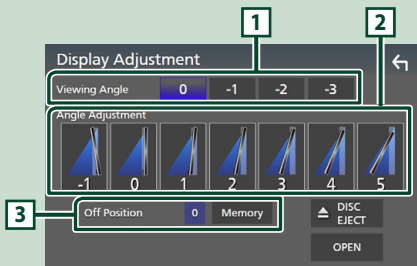 1
2
Display Adjustment
Viewing Angle 0 -1 -2 -3
Angle Adjustment
-1 0 1 2 3 4 5
3
Off Position 0 Memory
DISC
EJECT
OPEN